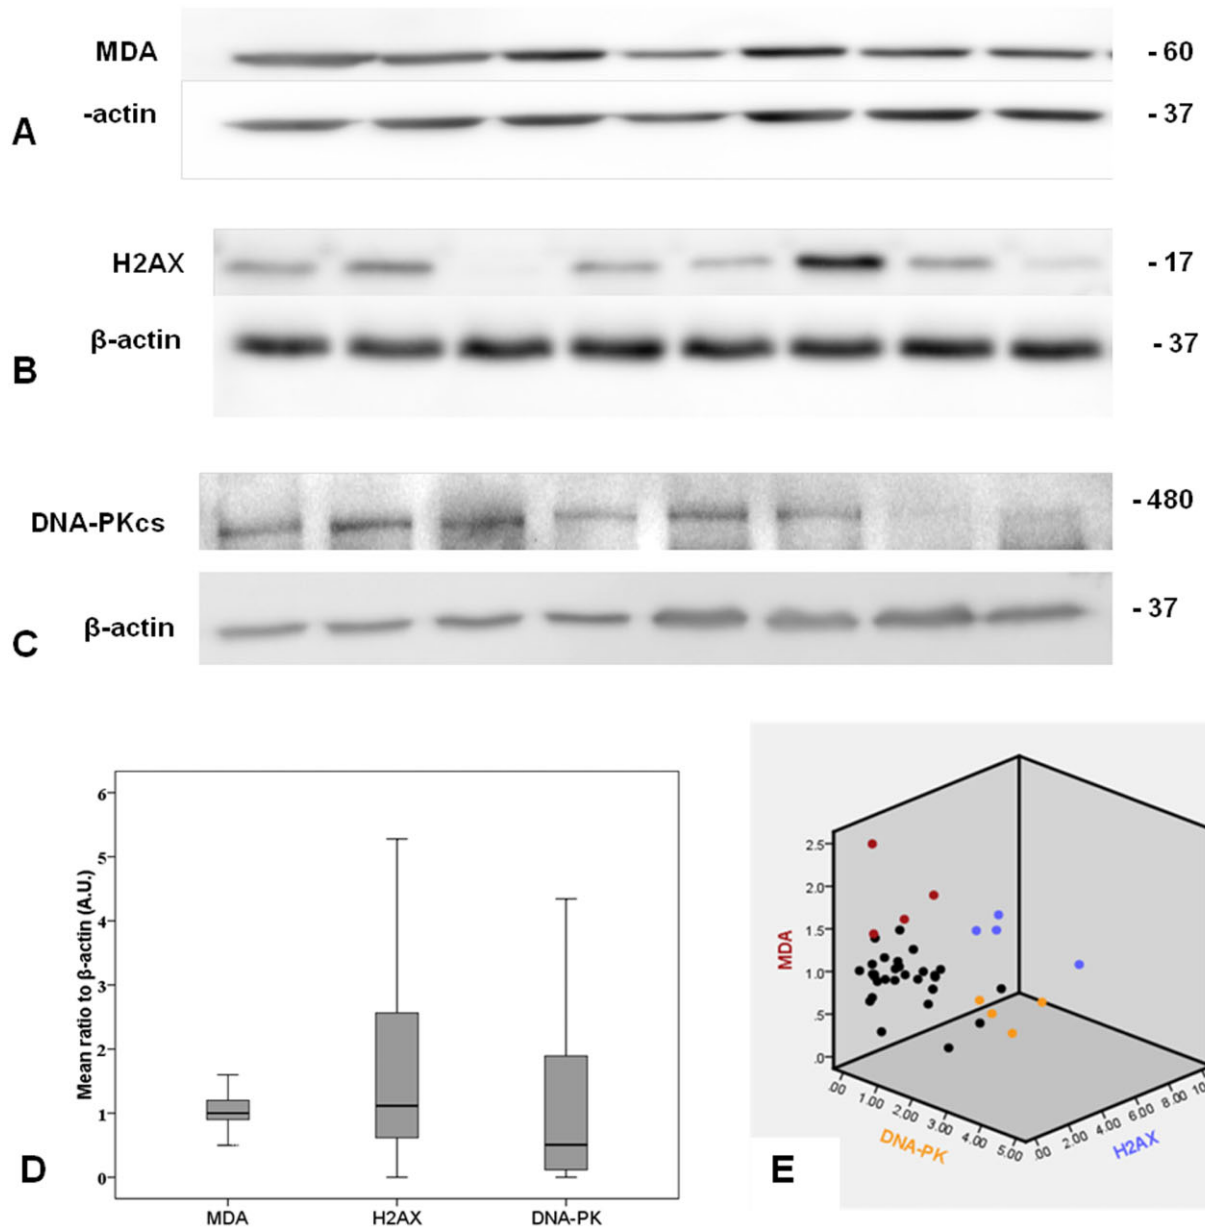 MDA
- 60
-actin
- 37
A
H2AX
- 17
β-actin
- 37
B
DNA-PKcs
- 480
β-actin
- 37
C
Mean ratio to β-actin (A.U.)
6
5
4
3
2
1
0
MDA
H2AX
DNA-PK
D
MDA
2.5
2.0
1.5
1.0
.5
.0
.00
1.00
2.00
3.00
4.00
5.00
DNA-PK
.00
2.00
4.00
6.00
8.00
10
H2AX
E